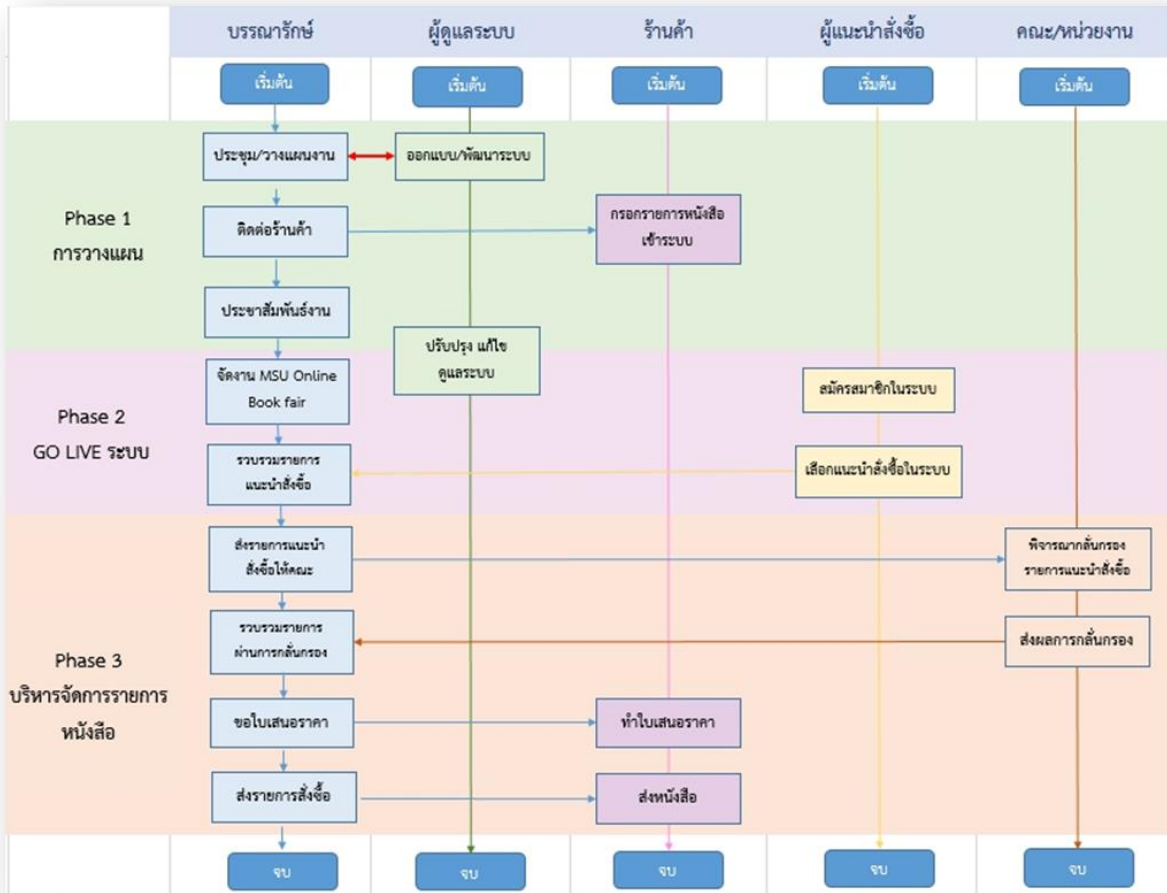 บรรณารักษ์ ผู้ดูแลระบบ ร้านค้า ผู้แนะนำสั่งซื้อ คณะ/หน่วยงาน
เริ่มต้น เริ่มต้น เริ่มต้น เริ่มต้น เริ่มต้น
Phase 1
การวางแผน
ประชุม/วางแผนงาน
ออกแบบ/พัฒนาระบบ
ติดต่อร้านค้า
กรอกรายการหนังสือ
เข้าระบบ
ประชาสัมพันธ์งาน
ปรับปรุง แก้ไข
ดูแลระบบ
Phase 2
GO LIVE ระบบ
จัดงาน MSU Online
Book fair
สมัครสมาชิกในระบบ
รวบรวมรายการ
แนะนำสั่งซื้อ
เลือกแนะนำสั่งซื้อในระบบ
Phase 3
บริหารจัดการรายการ
หนังสือ
ส่งรายการแนะนำ
สั่งซื้อให้คณะ
พิจารณากลั่นกรอง
รายการแนะนำสั่งซื้อ
รวบรวมรายการ
ผ่านการกลั่นกรอง
ส่งผลการกลั่นกรอง
ขอใบเสนอราคา
ทำใบเสนอราคา
ส่งรายการสั่งซื้อ
ส่งหนังสือ
จบ จบ จบ จบ จบ